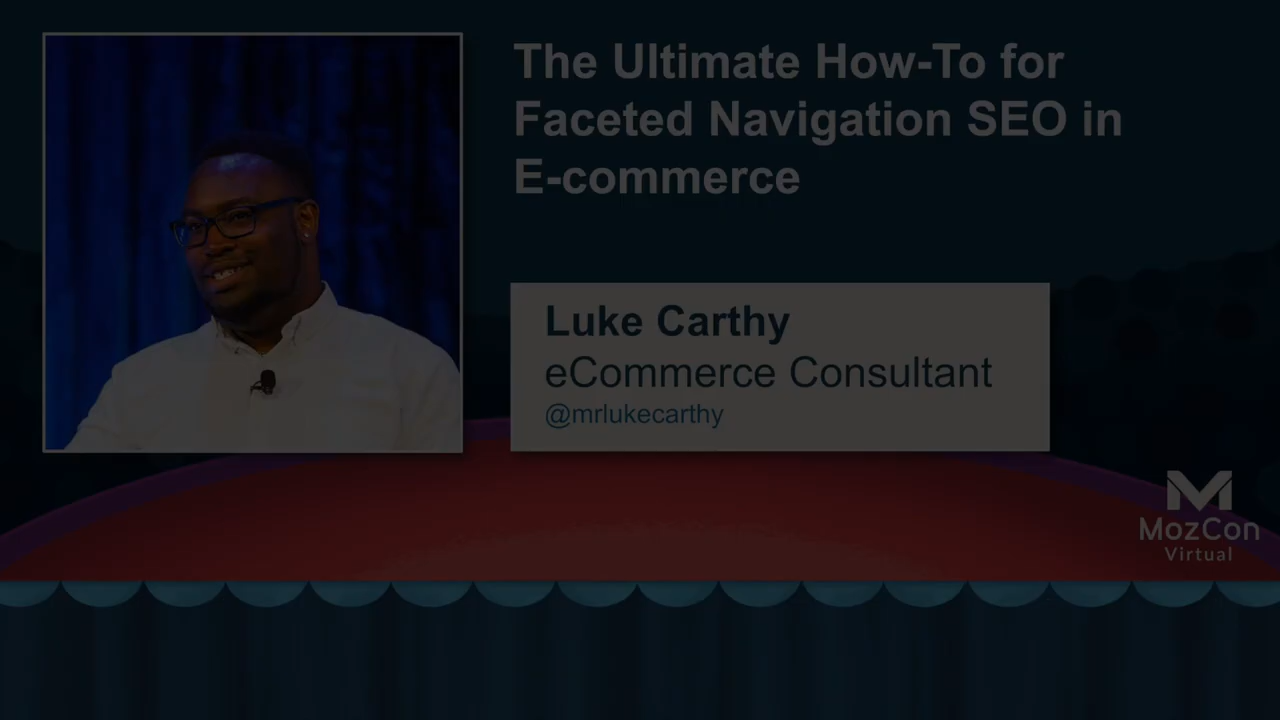 The Ultimate How-To for
Faceted Navigation SEO in
E-commerce
Luke Carthy
eCommerce Consultant
@mrlukecarthy
MozCon
Virtual